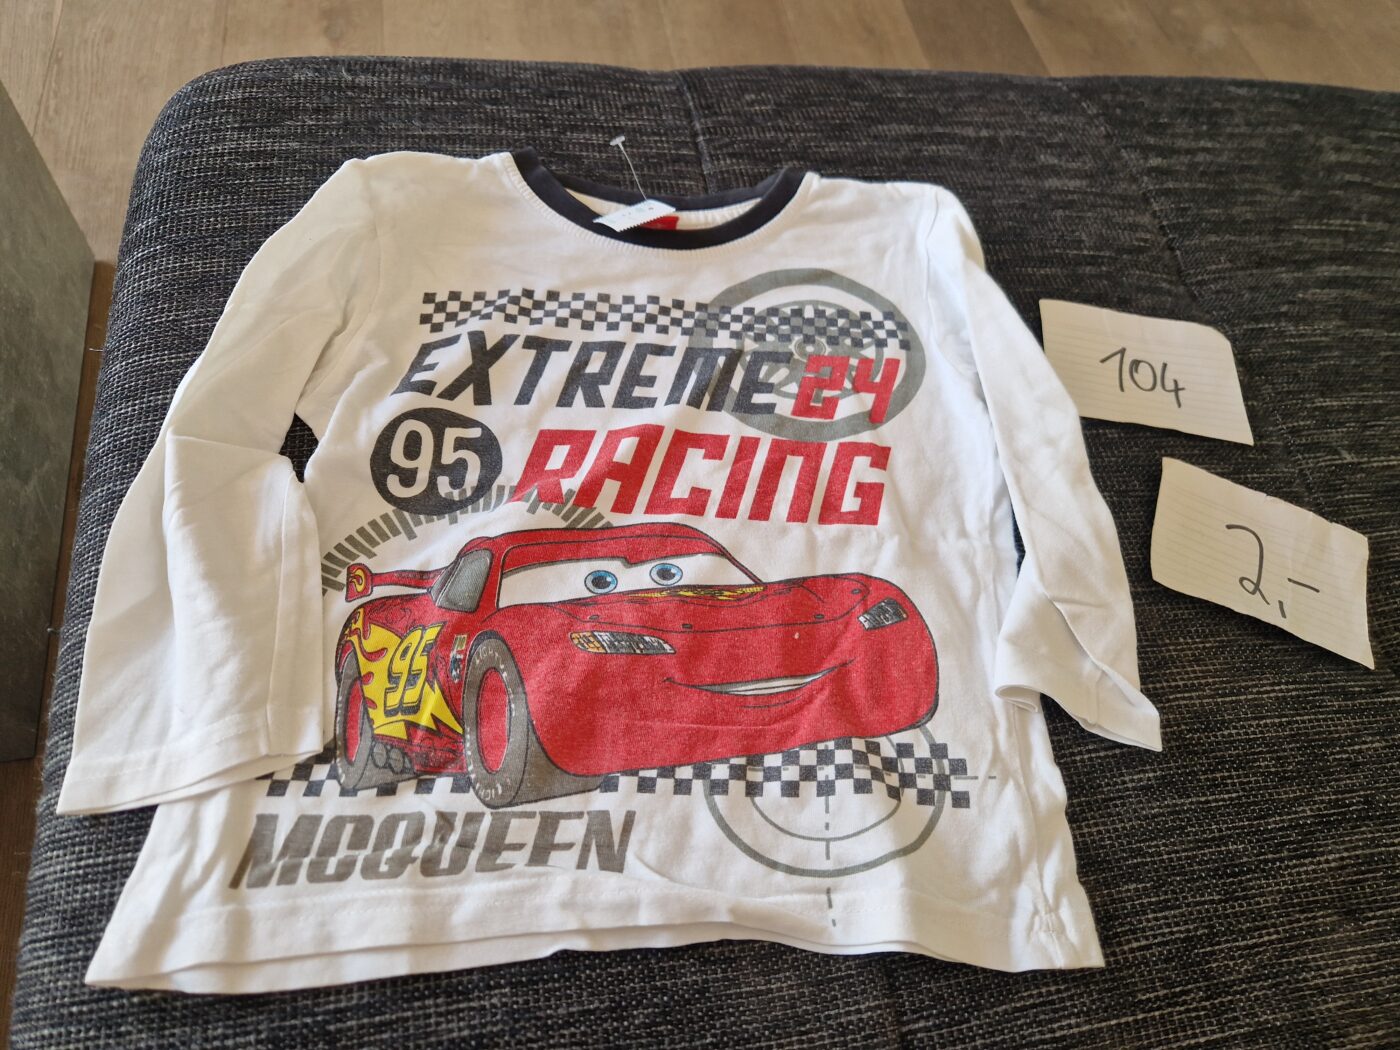 EXTREME 24
95 RACING
95
MCQUEEN
104
2,-